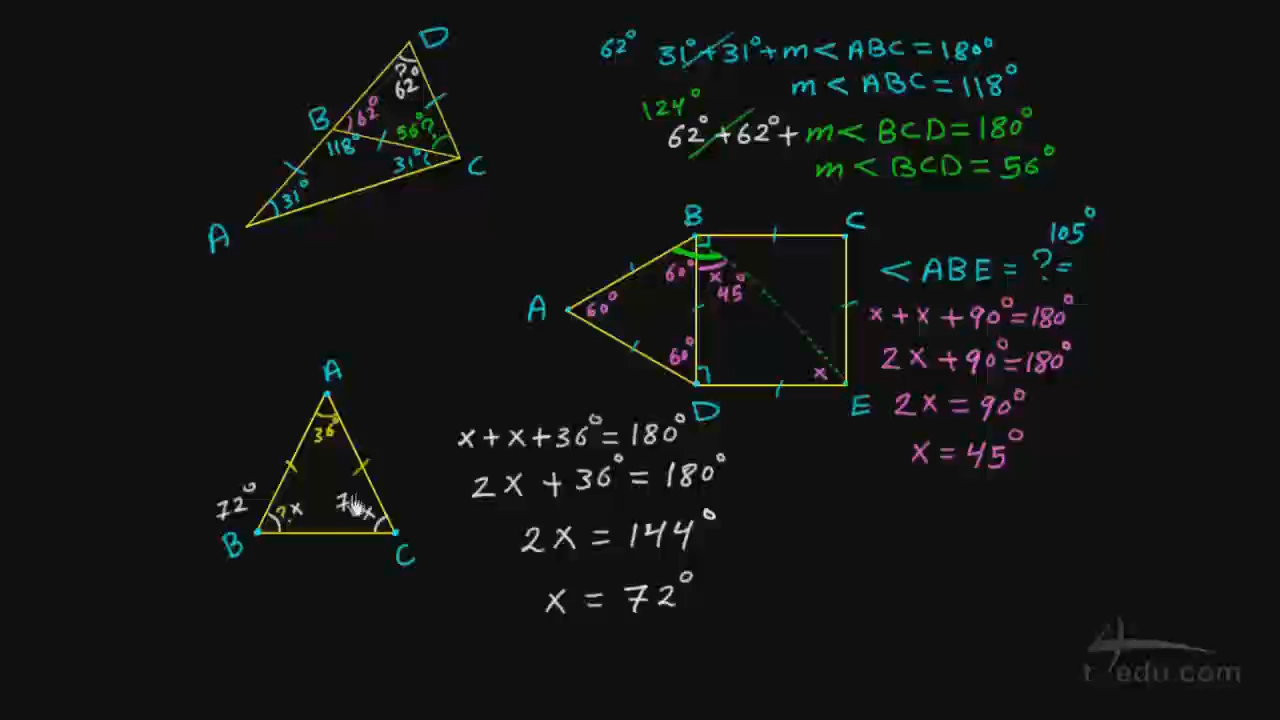 D
?°
62
B
62°
56°?
118°
31°
C
31°
A
62° 31° + 31° + m < ABC = 180°
m < ABC = 118°
124°
62° + 62° + m < BCD = 180°
m < BCD = 56°
B
C
60°
x
45°
A
60°
60°
x
D
E
105°
< ABE = ? =
x + x + 90° = 180°
2x + 90° = 180°
2x = 90°
x = 45°
A
36°
72°
?x
x
B
C
x + x + 36° = 180°
2x + 36° = 180°
2x = 144°
x = 72°
edu.com